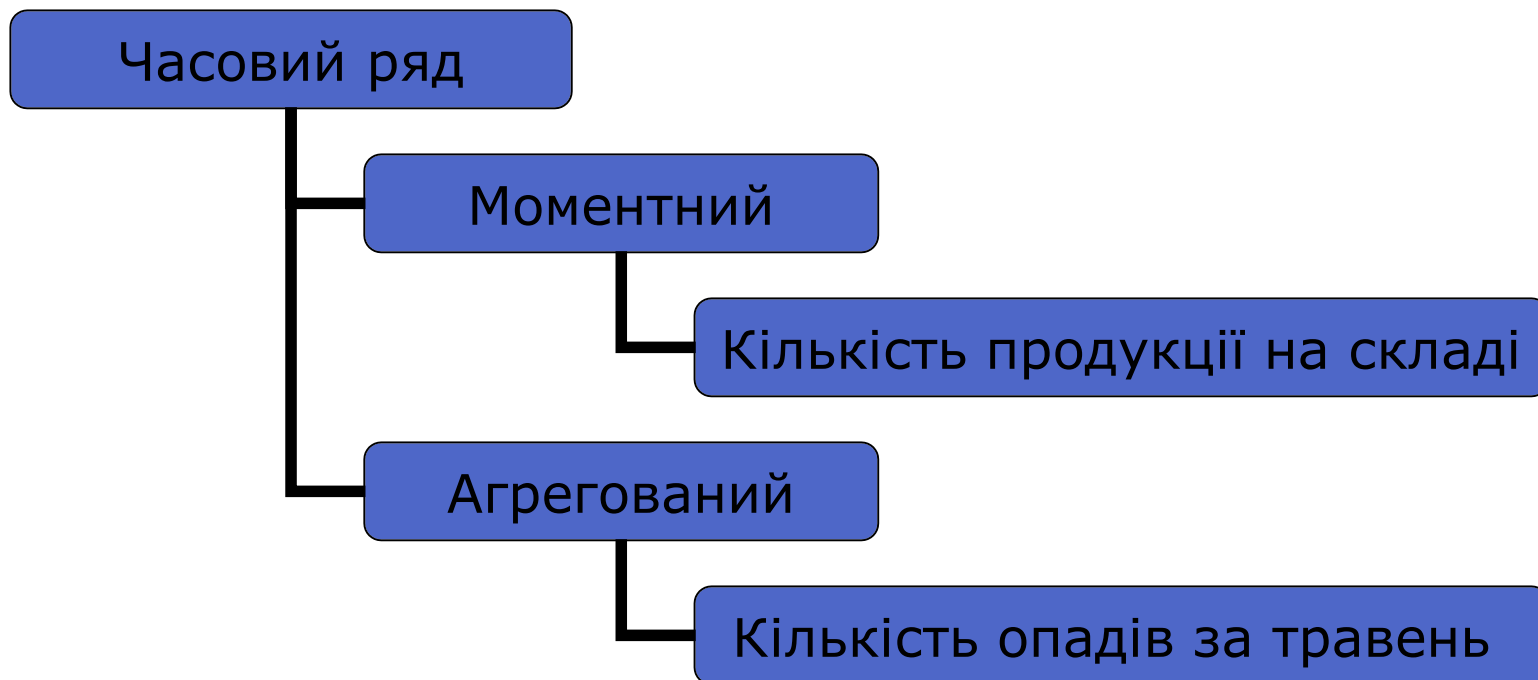 Часовий ряд
Моментний
Кількість продукції на складі
Агрегований
Кількість опадів за травень